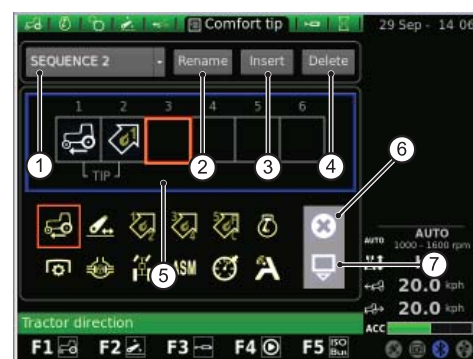 Comfort tip
29 Sep - 14 06
SEQUENCE 2
Rename
Insert
Delete
1 2 3 4 5 6
TIP
1
2
3
4
5
6
7
ASM
AUTO
AUTO
1000 - 1600 rpm
20.0 kph
20.0 kph
ACC
Tractor direction
F1 F2 F3 F4 F5 ISO